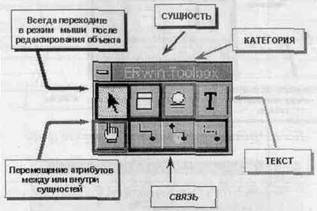 Всегда переходите
в режим мыши после
редактирования объекта
СУЩНОСТЬ
КАТЕГОРИЯ
ERwin Toolbox
T
ТЕКСТ
Перемещение атрибутов
между или внутри
сущностей
СВЯЗЬ